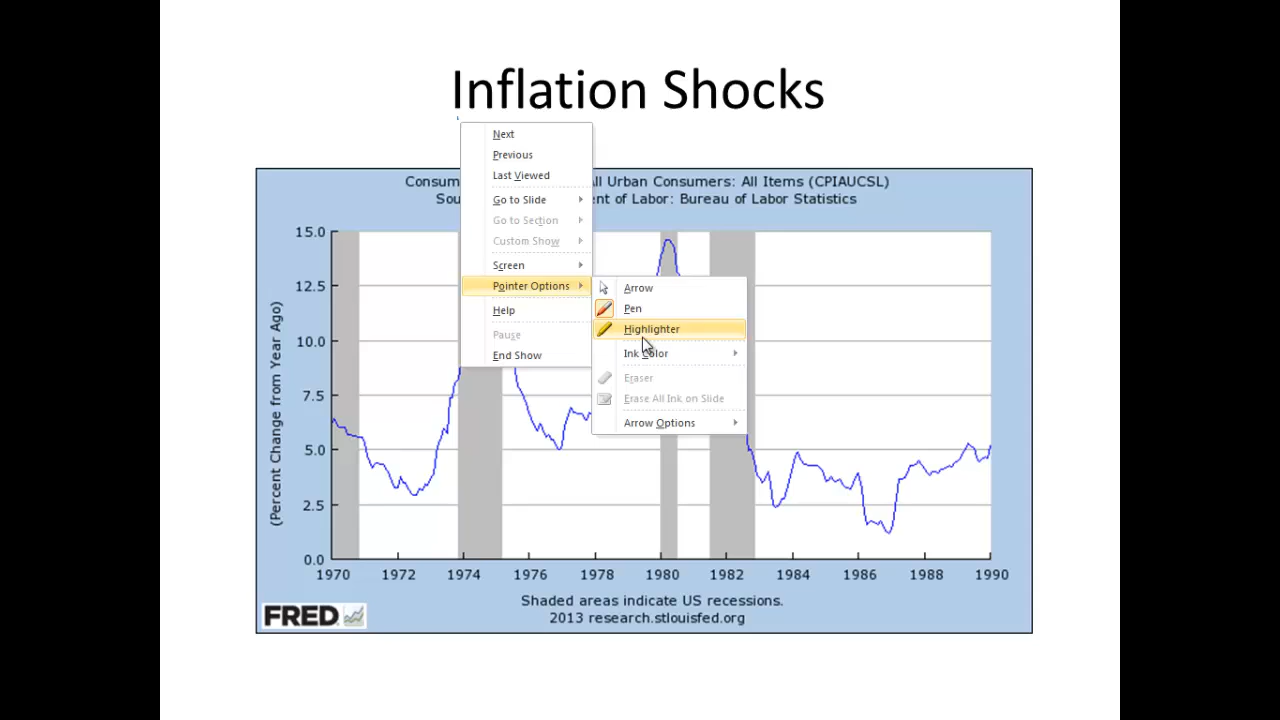 Inflation Shocks
Next
Previous
Last Viewed
Go to Slide
Go to Section
Custom Show
Screen
Pointer Options
Help
Pause
End Show
Arrow
Pen
Highlighter
Ink Color
Eraser
Erase All Ink on Slide
Arrow Options
Consum All Urban Consumers: All Items (CPIAUCSL)
Sou ent of Labor: Bureau of Labor Statistics
(Percent Change from Year Ago)
15.0
12.5
10.0
7.5
5.0
2.5
0.0
1970 1972 1974 1976 1978 1980 1982 1984 1986 1988 1990
Shaded areas indicate US recessions.
2013 research.stlouisfed.org
FRED